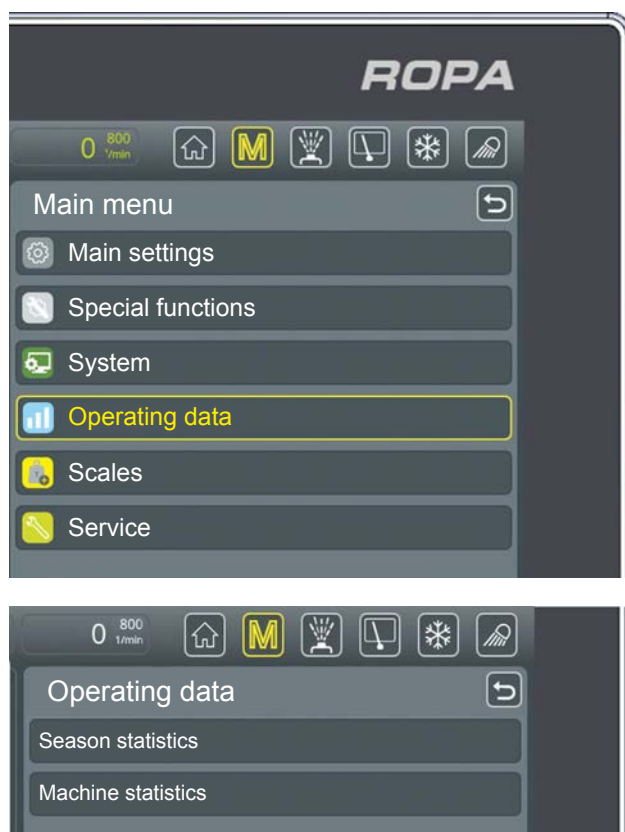 ROPA
0 800 1/min
M
Main menu
Main settings
Special functions
System
Operating data
Scales
Service
0 800 1/min
M
Operating data
Season statistics
Machine statistics